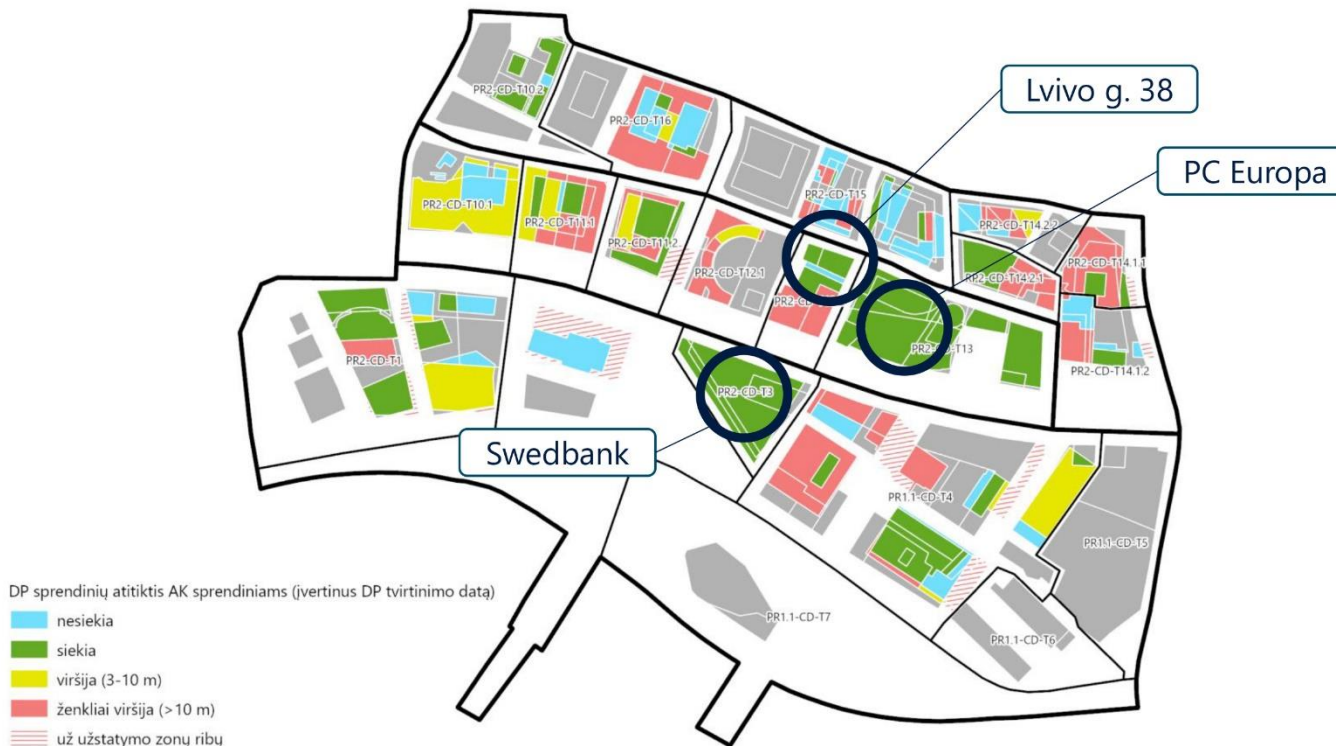 Lvivo g. 38
PC Europa
Swedbank
PR2-CD-T10.2
PR2-CD-T16
PR2-CD-T15
PR2-CD-T14.2.2
PR2-CD-T14.1.1
PR2-CD-T14.2.1
PR2-CD-T10.1
PR2-CD-T11.1
PR2-CD-T11.2
PR2-CD-T12.1
PR2-CD-T13
PR2-CD-T14.1.2
PR2-CD-T1
PR2-CD-T3
PR1.1-CD-T4
PR1.1-CD-T5
PR1.1-CD-T7
PR1.1-CD-T6
DP sprendinių atitiktis AK sprendiniams (įvertinus DP tvirtinimo datą)
nesiekia
siekia
viršija (3-10 m)
ženkliai viršija (>10 m)
už užstatymo zonų ribų